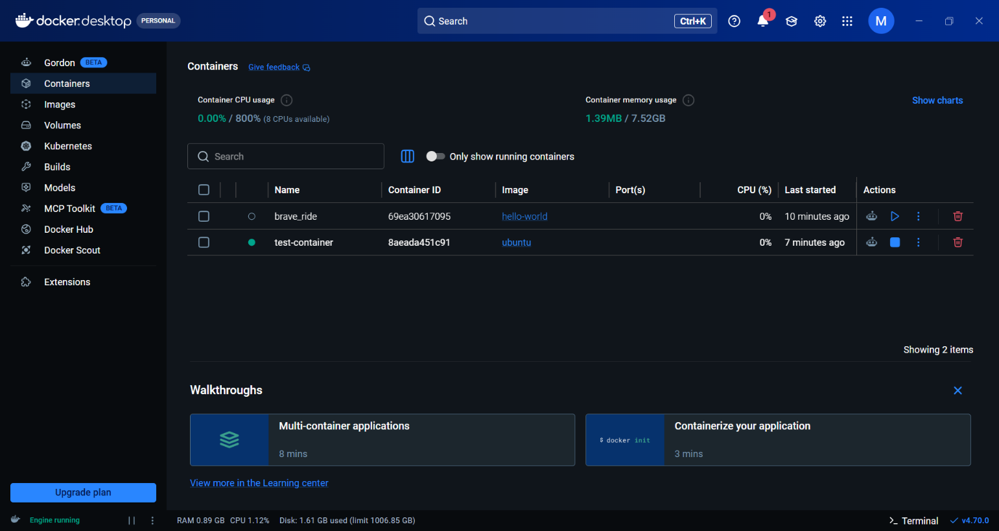 docker.desktop PERSONAL
Search Ctrl+K
1
M
Gordon BETA
Containers
Images
Volumes
Kubernetes
Builds
Models
MCP Toolkit BETA
Docker Hub
Docker Scout
Extensions
Upgrade plan
Containers Give feedback
Container CPU usage
0.00% / 800% (8 CPUs available)
Container memory usage
1.39MB / 7.52GB
Show charts
Search
Only show running containers
Name Container ID Image Port(s) CPU (%) Last started Actions
brave_ride 69ea30617095 hello-world 0% 10 minutes ago
test-container 8aeada451c91 ubuntu 0% 7 minutes ago
Showing 2 items
Walkthroughs
Multi-container applications
8 mins
$ docker init
Containerize your application
3 mins
View more in the Learning center
Engine running
RAM 0.89 GB CPU 1.12% Disk: 1.61 GB used (limit 1006.85 GB)
Terminal
v4.70.0